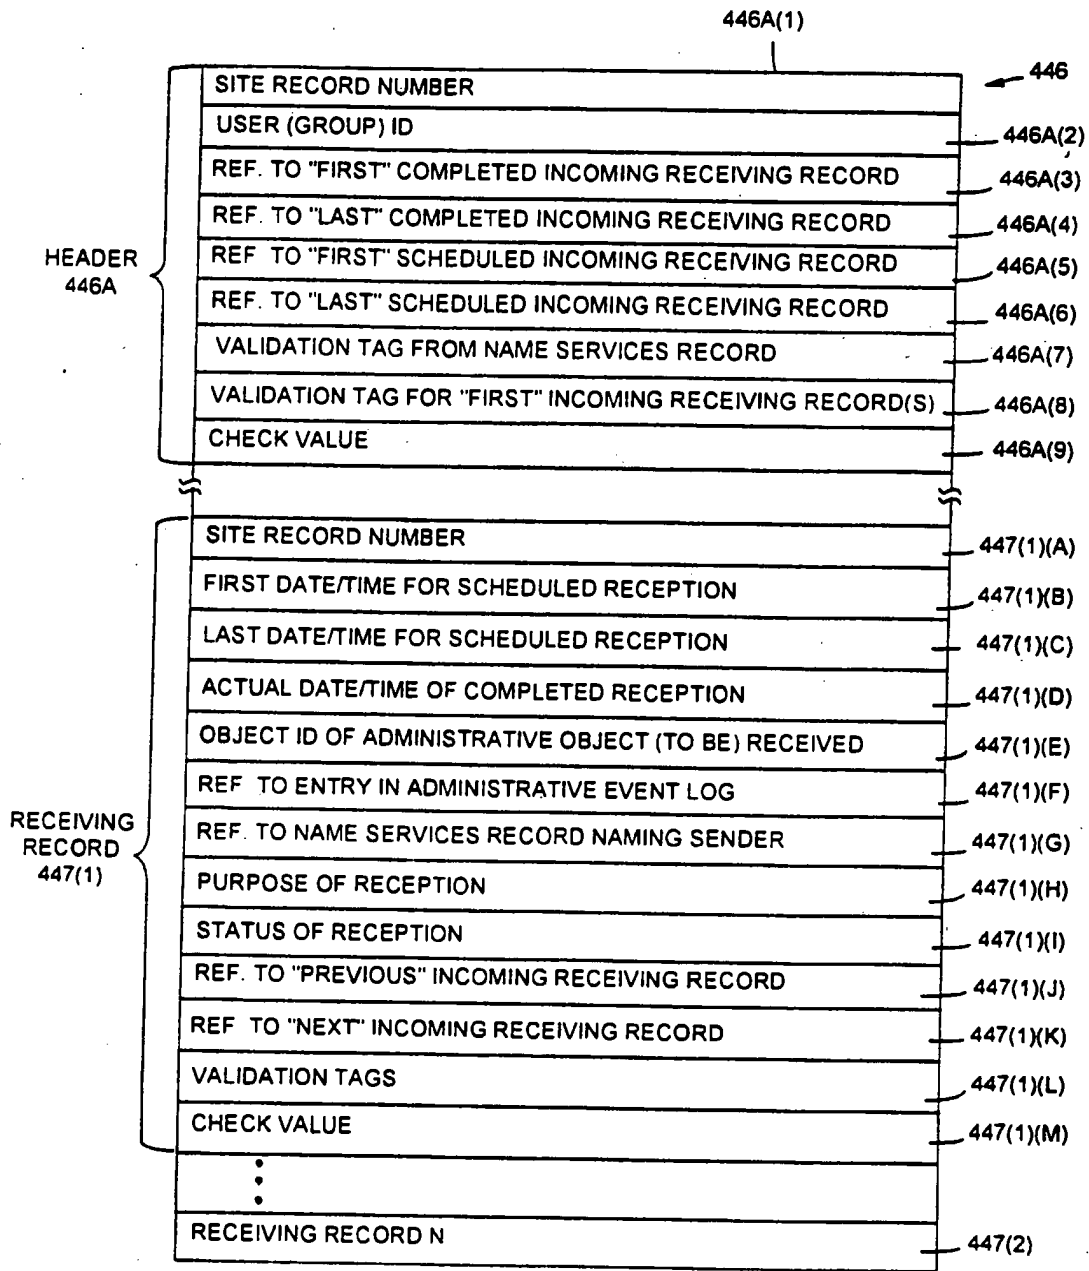 446A(1)
446
SITE RECORD NUMBER
USER (GROUP) ID
446A(2)
REF. TO "FIRST" COMPLETED INCOMING RECEIVING RECORD
446A(3)
REF. TO "LAST" COMPLETED INCOMING RECEIVING RECORD
446A(4)
HEADER
446A
REF TO "FIRST" SCHEDULED INCOMING RECEIVING RECORD
446A(5)
REF. TO "LAST" SCHEDULED INCOMING RECEIVING RECORD
446A(6)
VALIDATION TAG FROM NAME SERVICES RECORD
446A(7)
VALIDATION TAG FOR "FIRST" INCOMING RECEIVING RECORD(S)
446A(8)
CHECK VALUE
446A(9)
SITE RECORD NUMBER
447(1)(A)
FIRST DATE/TIME FOR SCHEDULED RECEPTION
447(1)(B)
LAST DATE/TIME FOR SCHEDULED RECEPTION
447(1)(C)
ACTUAL DATE/TIME OF COMPLETED RECEPTION
447(1)(D)
OBJECT ID OF ADMINISTRATIVE OBJECT (TO BE) RECEIVED
447(1)(E)
REF TO ENTRY IN ADMINISTRATIVE EVENT LOG
447(1)(F)
RECEIVING
RECORD
447(1)
REF. TO NAME SERVICES RECORD NAMING SENDER
447(1)(G)
PURPOSE OF RECEPTION
447(1)(H)
STATUS OF RECEPTION
447(1)(I)
REF. TO "PREVIOUS" INCOMING RECEIVING RECORD
447(1)(J)
REF TO "NEXT" INCOMING RECEIVING RECORD
447(1)(K)
VALIDATION TAGS
447(1)(L)
CHECK VALUE
447(1)(M)
RECEIVING RECORD N
447(2)